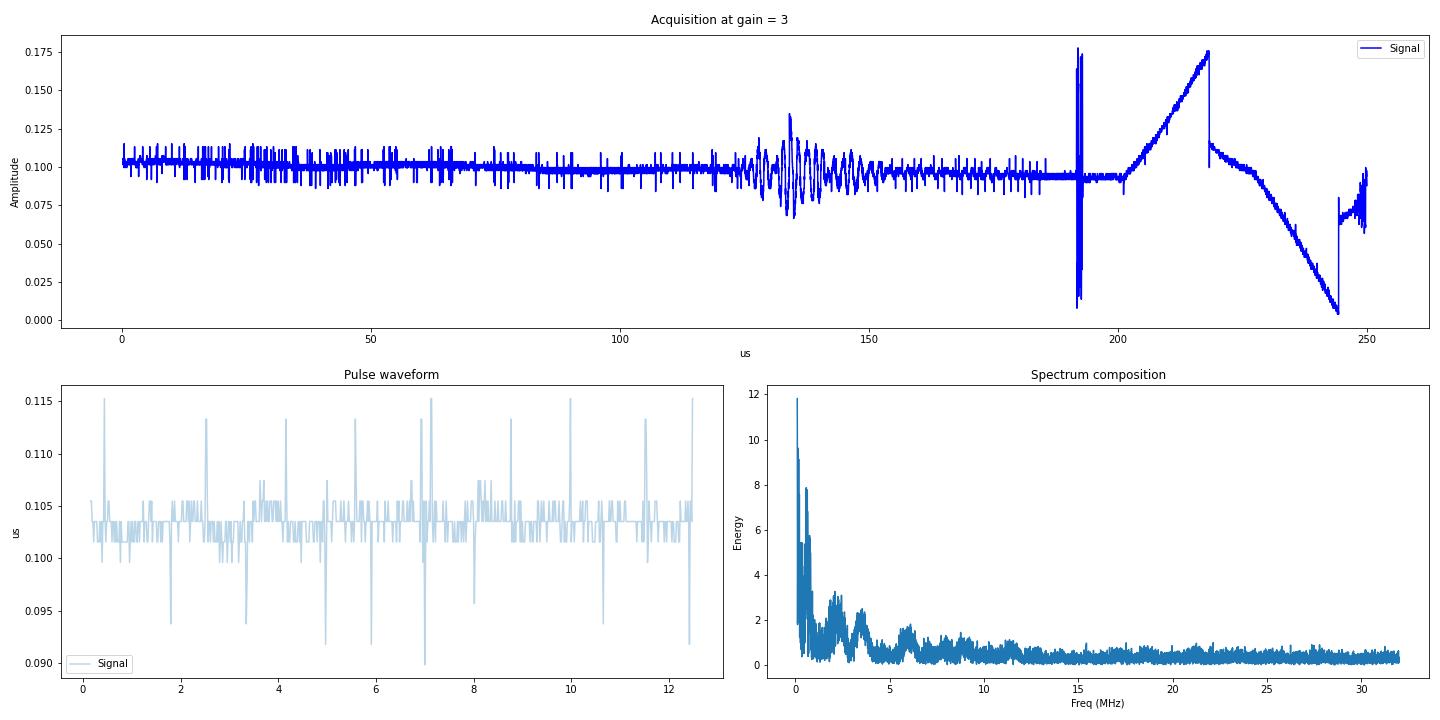 Acquisition at gain = 3
Signal
0.175
0.150
0.125
0.100
0.075
0.050
0.025
0.000
Amplitude
0 50 100 150 200 250
us
Pulse waveform
0.115
0.110
0.105
0.100
0.095
0.090
us
Signal
0 2 4 6 8 10 12
Spectrum composition
12
10
8
6
4
2
0
Energy
0 5 10 15 20 25 30
Freq (MHz)